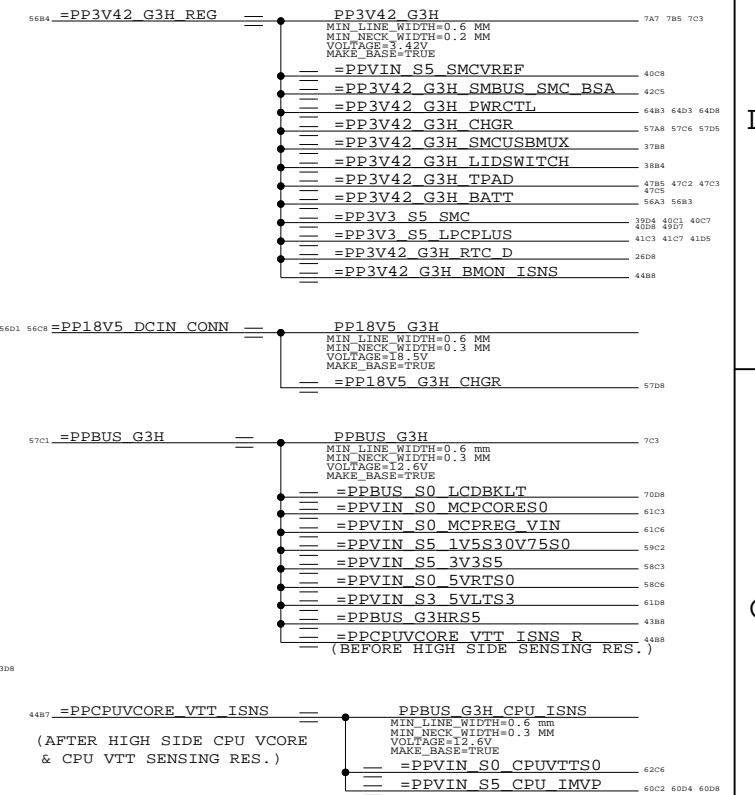 56B4 =PP3V42_G3H_REG PP3V42_G3H 7A7 7B5 7C3
MIN_LINE_WIDTH=0.6 MM
MIN_NECK_WIDTH=0.2 MM
VOLTAGE=3.42V
MAKE_BASE=TRUE
=PPVIN_S5_SMCVREF 40C8
=PP3V42_G3H_SMBUS_SMC_BSA 42C5
=PP3V42_G3H_PWRCTL 64B3 64D3 64D8
=PP3V42_G3H_CHGR 57A8 57C6 57D5
=PP3V42_G3H_SMCUSBMUX 37B8
=PP3V42_G3H_LIDSWITCH 38B4
=PP3V42_G3H_TPAD 47B5 47C2 47C3
47C5
=PP3V42_G3H_BATT 56A3 56B3
=PP3V3_S5_SMC 39D4 40C1 40C7
40D8 49D7
=PP3V3_S5_LPCPLUS 41C3 41C7 41D5
=PP3V42_G3H_RTC_D 26D8
=PP3V42_G3H_BMON_ISNS 44B8
56D1 56C8 =PP18V5_DCIN_CONN PP18V5_G3H
MIN_LINE_WIDTH=0.6 MM
MIN_NECK_WIDTH=0.3 MM
VOLTAGE=18.5V
MAKE_BASE=TRUE
=PP18V5_G3H_CHGR 57D8
57C1 =PPBUS_G3H PPBUS_G3H 7C3
MIN_LINE_WIDTH=0.6 mm
MIN_NECK_WIDTH=0.3 MM
VOLTAGE=12.6V
MAKE_BASE=TRUE
=PPBUS_S0_LCDBKLT 70D8
=PPVIN_S0_MCPCORES0 61C3
=PPVIN_S0_MCPREG_VIN 61C6
=PPVIN_S5_1V5S30V75S0 59C2
=PPVIN_S5_3V3S5 58C3
=PPVIN_S0_5VRTS0 58C6
=PPVIN_S3_5VLTS3 61D8
=PPBUS_G3HRS5 43B8
=PPCPUVCORE_VTT_ISNS_R 44B8
(BEFORE HIGH SIDE SENSING RES.)
3D8
44B7 =PPCPUVCORE_VTT_ISNS PPBUS_G3H_CPU_ISNS
MIN_LINE_WIDTH=0.6 mm
MIN_NECK_WIDTH=0.3 MM
VOLTAGE=12.6V
MAKE_BASE=TRUE
(AFTER HIGH SIDE CPU VCORE
& CPU VTT SENSING RES.)
=PPVIN_S0_CPUVTTS0 62C6
=PPVIN_S5_CPU_IMVP 60C2 60D4 60D8